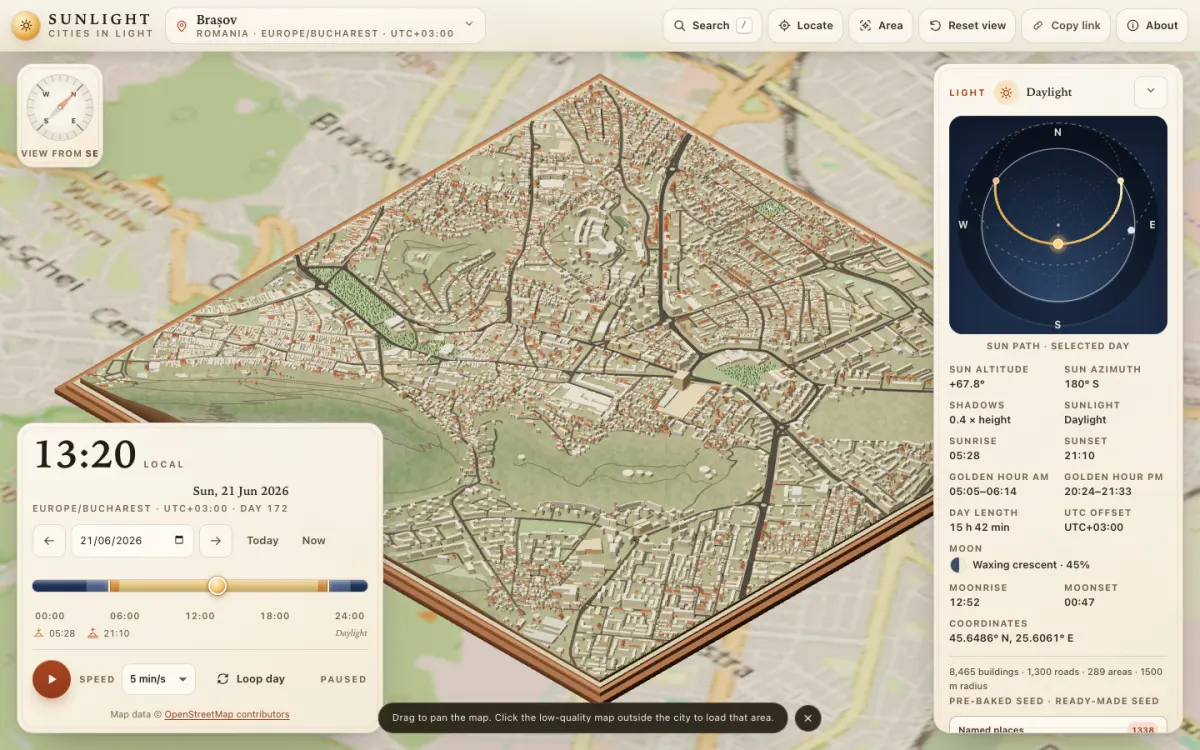 SUNLIGHT
CITIES IN LIGHT
Brașov
ROMANIA · EUROPE/BUCHAREST · UTC+03:00
Search /
Locate
Area
Reset view
Copy link
About
W N
S E
VIEW FROM SE
LIGHT Daylight
N
W E
S
SUN PATH · SELECTED DAY
SUN ALTITUDE SUN AZIMUTH
+67.8° 180° S
SHADOWS SUNLIGHT
0.4 × height Daylight
SUNRISE SUNSET
05:28 21:10
GOLDEN HOUR AM GOLDEN HOUR PM
05:05–06:14 20:24–21:33
DAY LENGTH UTC OFFSET
15 h 42 min UTC+03:00
MOON
Waxing crescent · 45%
MOONRISE MOONSET
12:52 00:47
COORDINATES
45.6486° N, 25.6061° E
8,465 buildings · 1,300 roads · 289 areas · 1500
m radius
PRE-BAKED SEED · READY-MADE SEED
Named places 1338
13:20 LOCAL
Sun, 21 Jun 2026
EUROPE/BUCHAREST · UTC+03:00 · DAY 172
← 21/06/2026 → Today Now
00:00 06:00 12:00 18:00 24:00
05:28 21:10 Daylight
SPEED 5 min/s Loop day PAUSED
Map data © OpenStreetMap contributors
Drag to pan the map. Click the low-quality map outside the city to load that area.